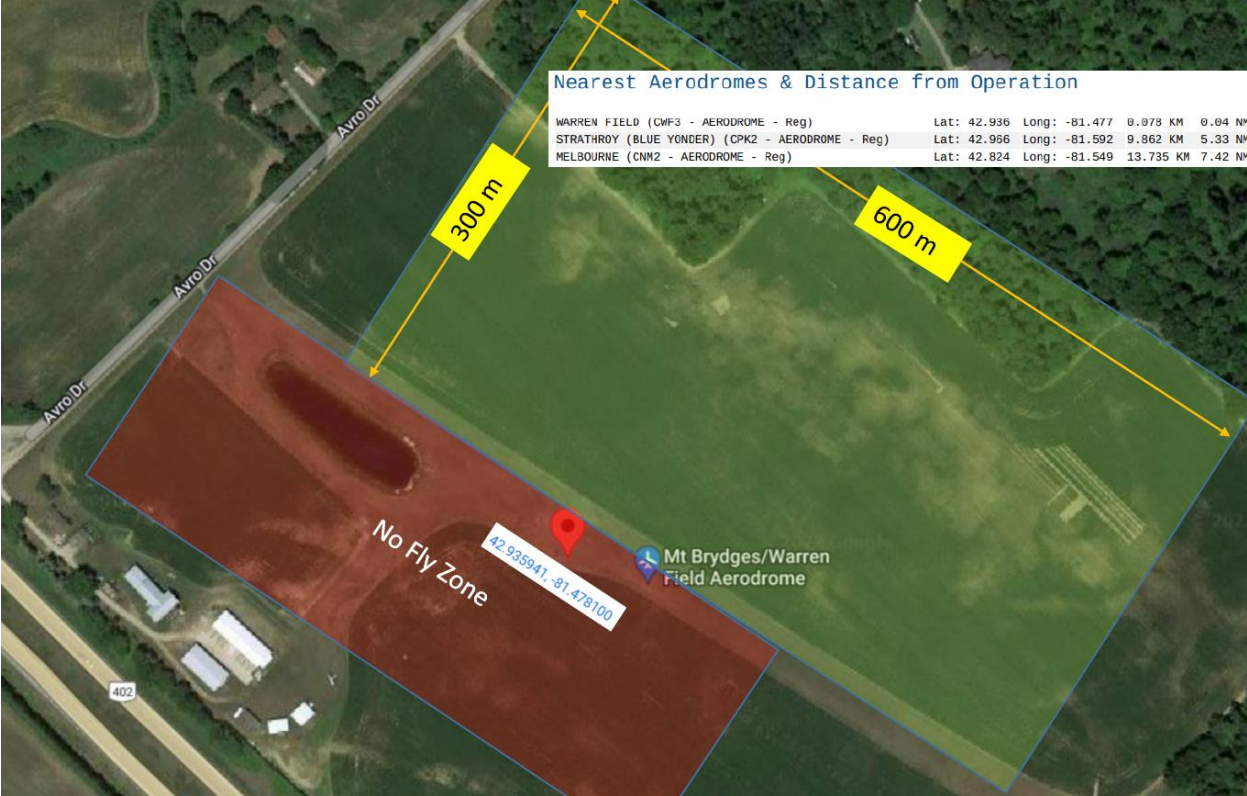 Nearest Aerodromes & Distance from Operation
WARREN FIELD (CWF3 - AERODROME - Reg) Lat: 42.936 Long: -81.477 0.078 KM 0.04 NM
STRATHROY (BLUE YONDER) (CPK2 - AERODROME - Reg) Lat: 42.966 Long: -81.592 9.862 KM 5.33 NM
MELBOURNE (CNM2 - AERODROME - Reg) Lat: 42.824 Long: -81.549 13.735 KM 7.42 NM
Avro Dr
300 m
600 m
Avro Dr
Avro Dr
No Fly Zone
42.935941, -81.478100
Mt Brydges/Warren
Field Aerodrome
402